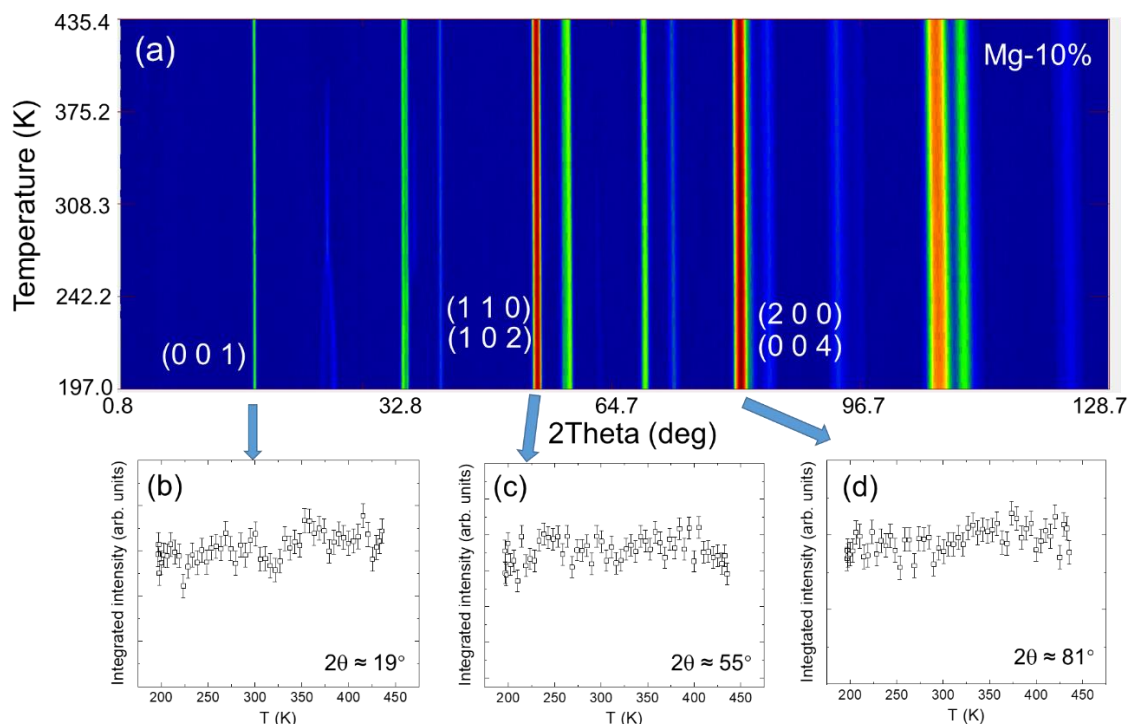 435.4
(a)
Mg-10%
375.2
308.3
242.2
197.0
Temperature (K)
(0 0 1)
(1 1 0)
(1 0 2)
(2 0 0)
(0 0 4)
0.8
32.8
64.7
96.7
128.7
2Theta (deg)
(b)
Integrated intensity (arb. units)
2θ ≈ 19°
200 250 300 350 400 450
T (K)
(c)
Integrated intensity (arb. units)
2θ ≈ 55°
200 250 300 350 400 450
T (K)
(d)
Integtated intensity (arb. units)
2θ ≈ 81°
200 250 300 350 400 450
T (K)